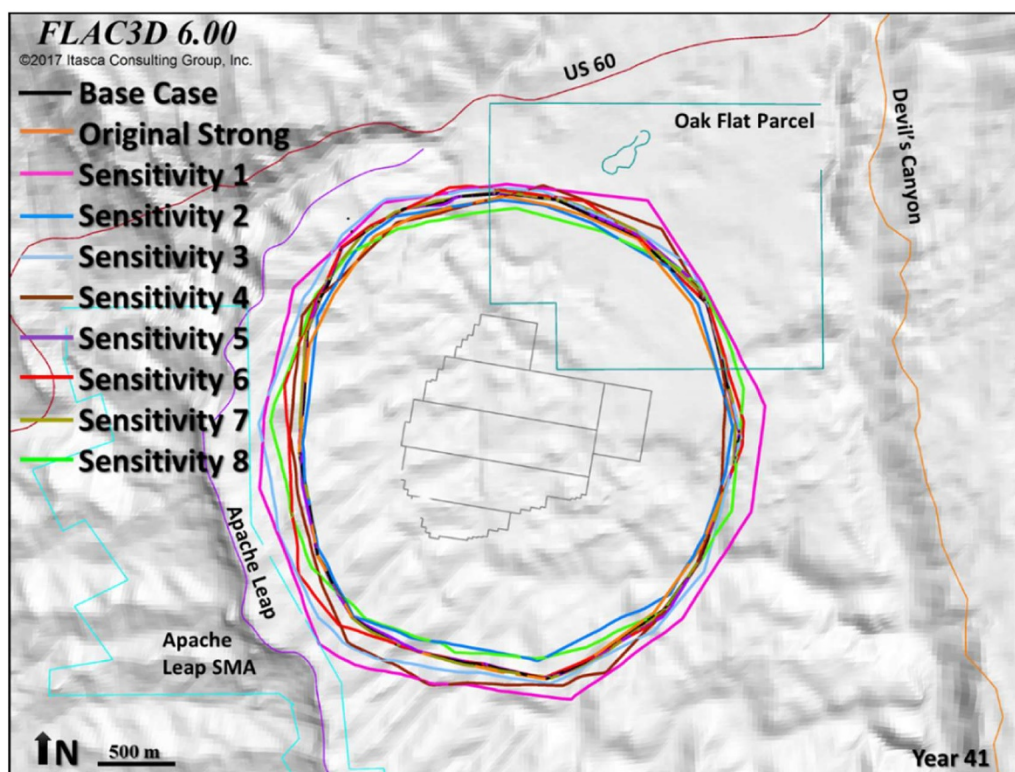 FLAC3D 6.00
©2017 Itasca Consulting Group, Inc.
Base Case
Original Strong
Sensitivity 1
Sensitivity 2
Sensitivity 3
Sensitivity 4
Sensitivity 5
Sensitivity 6
Sensitivity 7
Sensitivity 8
US 60
Oak Flat Parcel
Devil's Canyon
Apache Leap
Apache
Leap SMA
N
500 m
Year 41